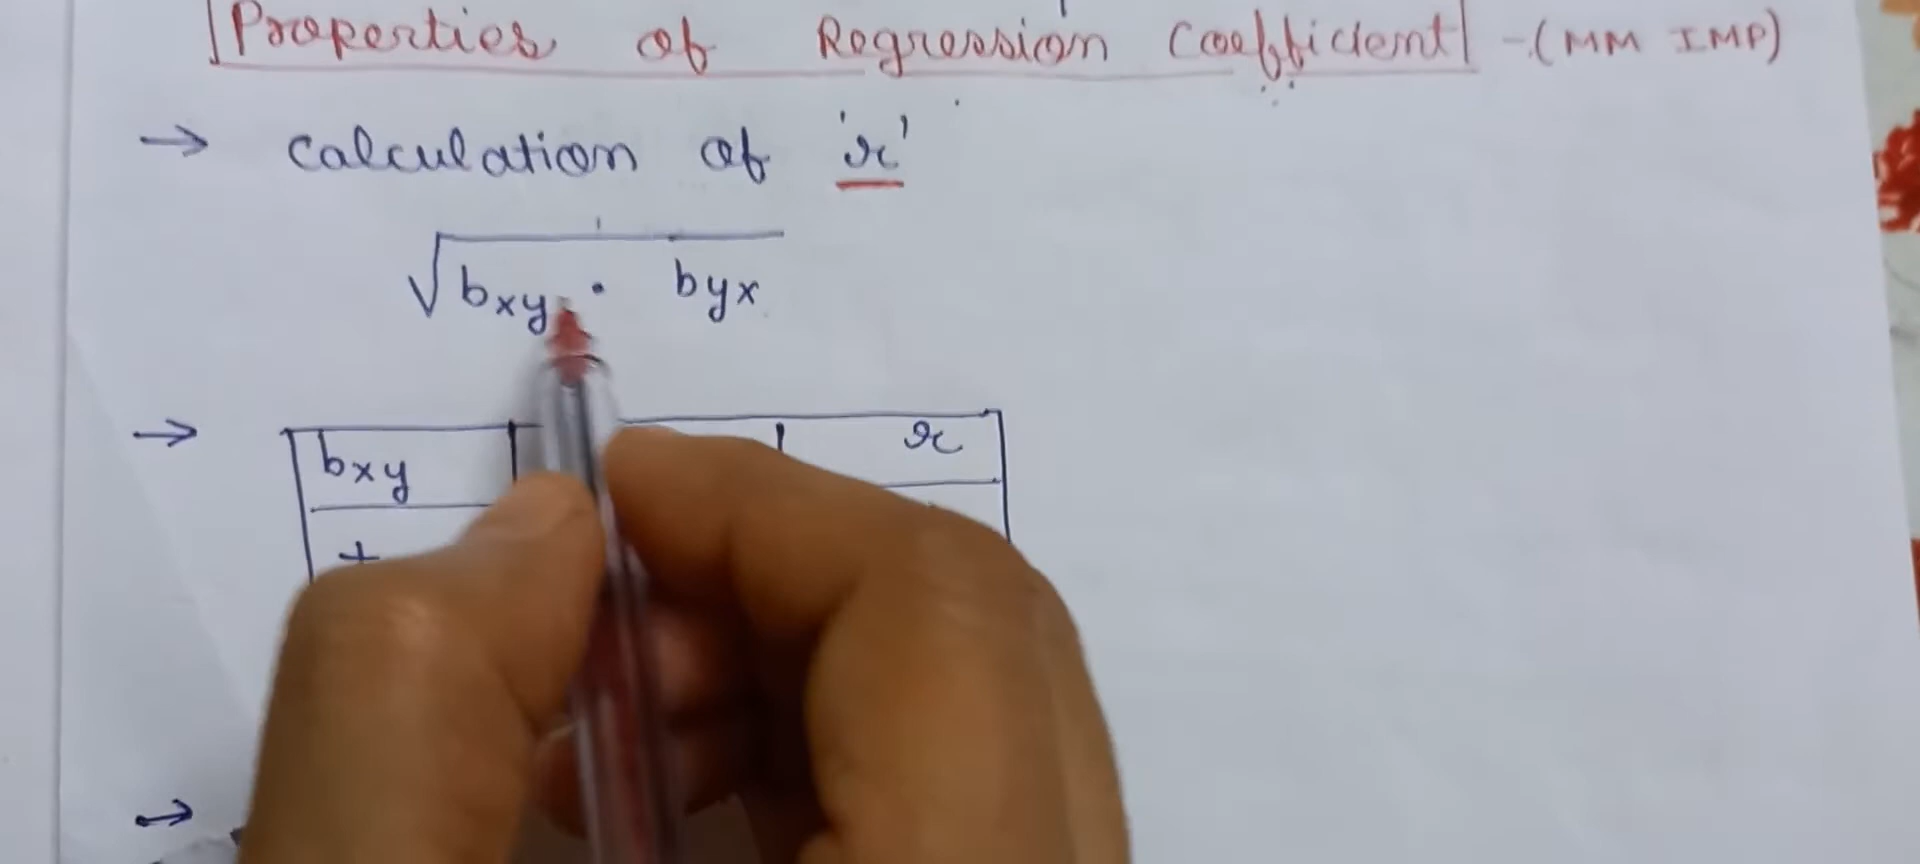 Properties of Regression Coefficient - (MM IMP)
→ Calculation of 'r'
√bxy · byx
→ bxy r
+
→